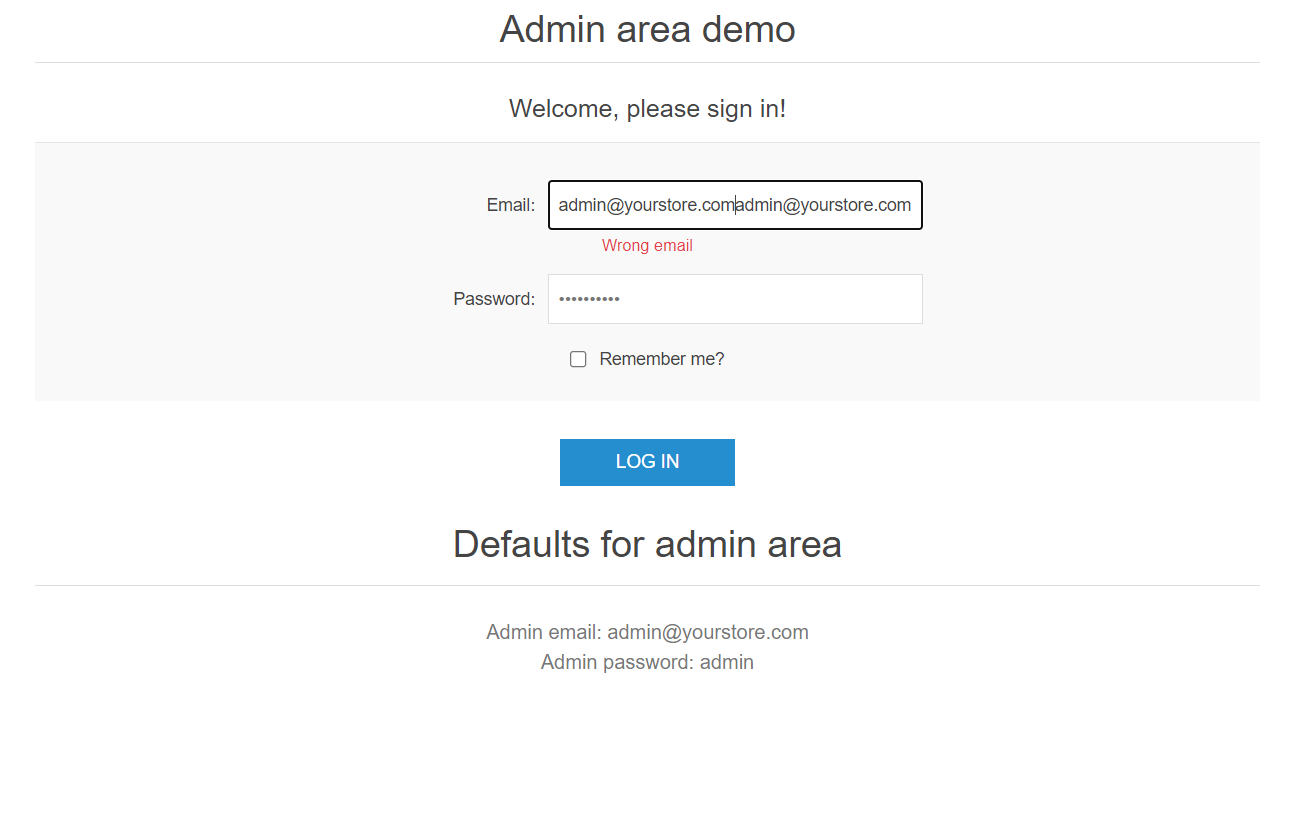 Admin area demo
Welcome, please sign in!
Email: admin@yourstore.comadmin@yourstore.com
Wrong email
Password: ••••••••••
Remember me?
LOG IN
Defaults for admin area
Admin email: admin@yourstore.com
Admin password: admin